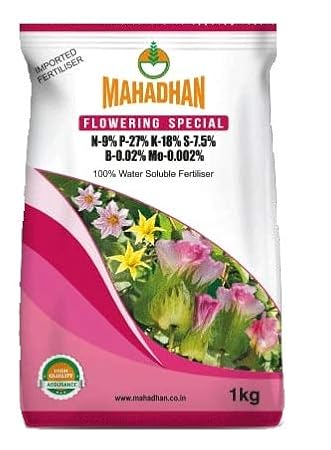 IMPORTED
FERTILISER
MAHADHAN
FLOWERING SPECIAL
N-9% P-27% K-18% S-7.5%
B-0.02% Mo-0.002%
100% Water Soluble Fertiliser
HIGH
QUALITY
ASSURANCE
www.mahadhan.co.in
1kg